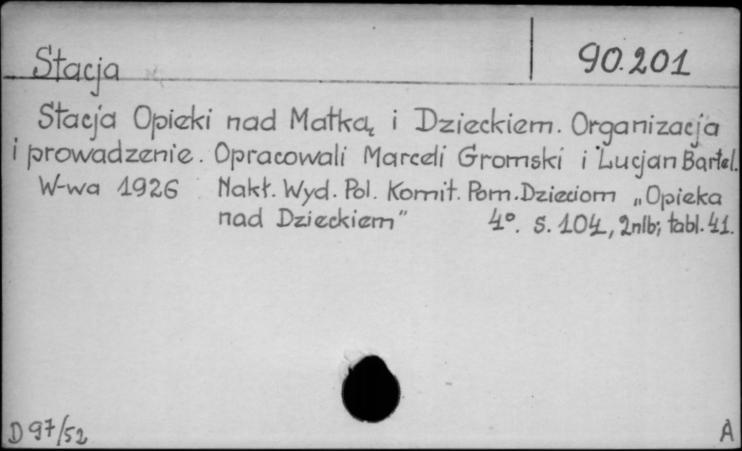 90.201
Stacja
Stacja Opieki nad Matką i Dzieckiem. Organizacja
i prowadzenie. Opracowali Marceli Gromski i Lucjan Bartel.
W-wa 1926 Nakł. Wyd. Pol. Komit. Pom. Dzieciom „Opieka
nad Dzieckiem" 4°. S. 104, 2nlb; tabl. 41.
D 97/52 A